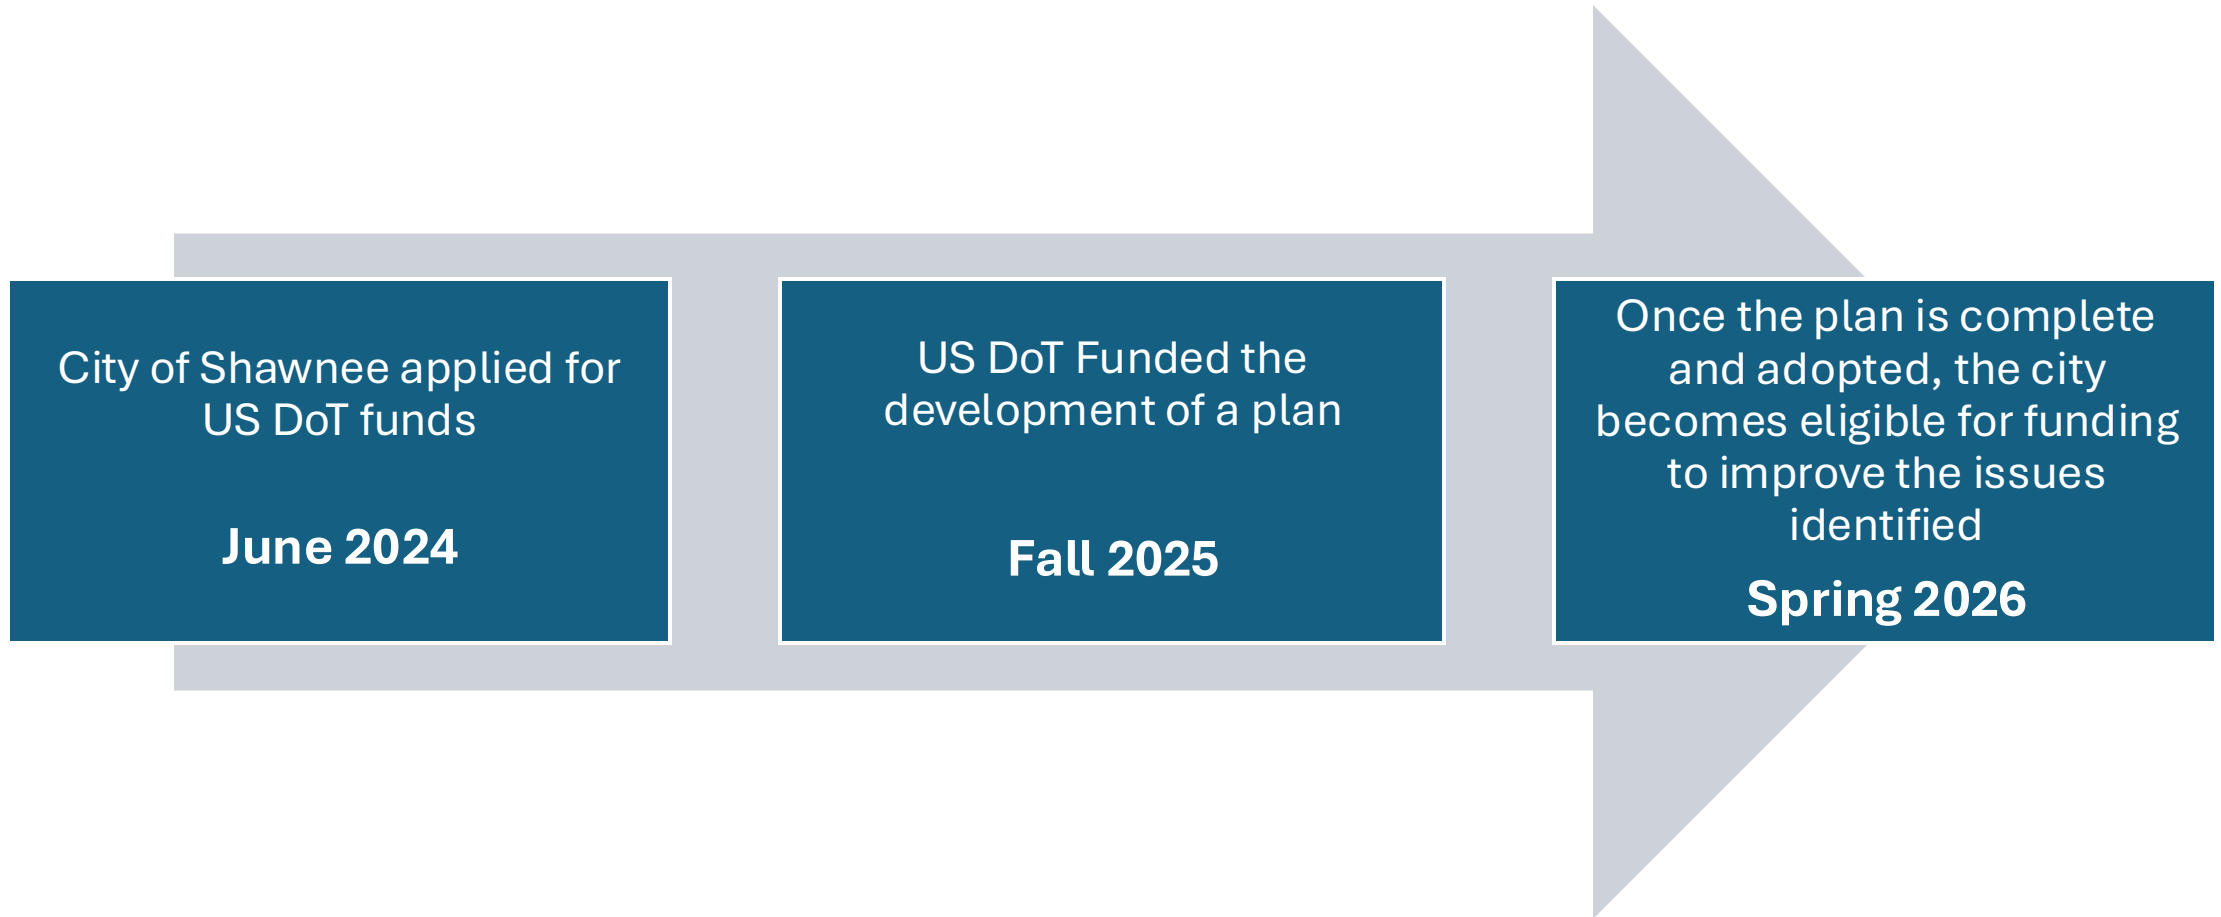 City of Shawnee applied for
US DoT funds
June 2024
US DoT Funded the
development of a plan
Fall 2025
Once the plan is complete
and adopted, the city
becomes eligible for funding
to improve the issues
identified
Spring 2026